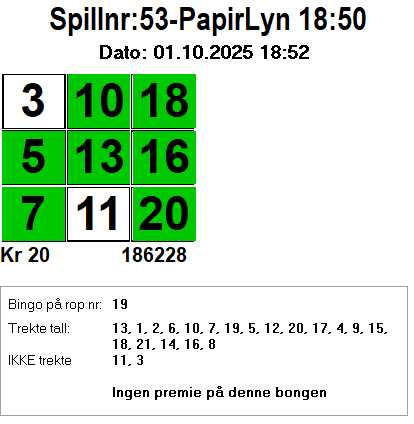 Spillnr:53-PapirLyn 18:50
Dato: 01.10.2025 18:52
3 10 18
5 13 16
7 11 20
Kr 20 186228
Bingo på rop nr: 19
Trekte tall: 13, 1, 2, 6, 10, 7, 19, 5, 12, 20, 17, 4, 9, 15,
18, 21, 14, 16, 8
IKKE trekte 11, 3
Ingen premie på denne bongen